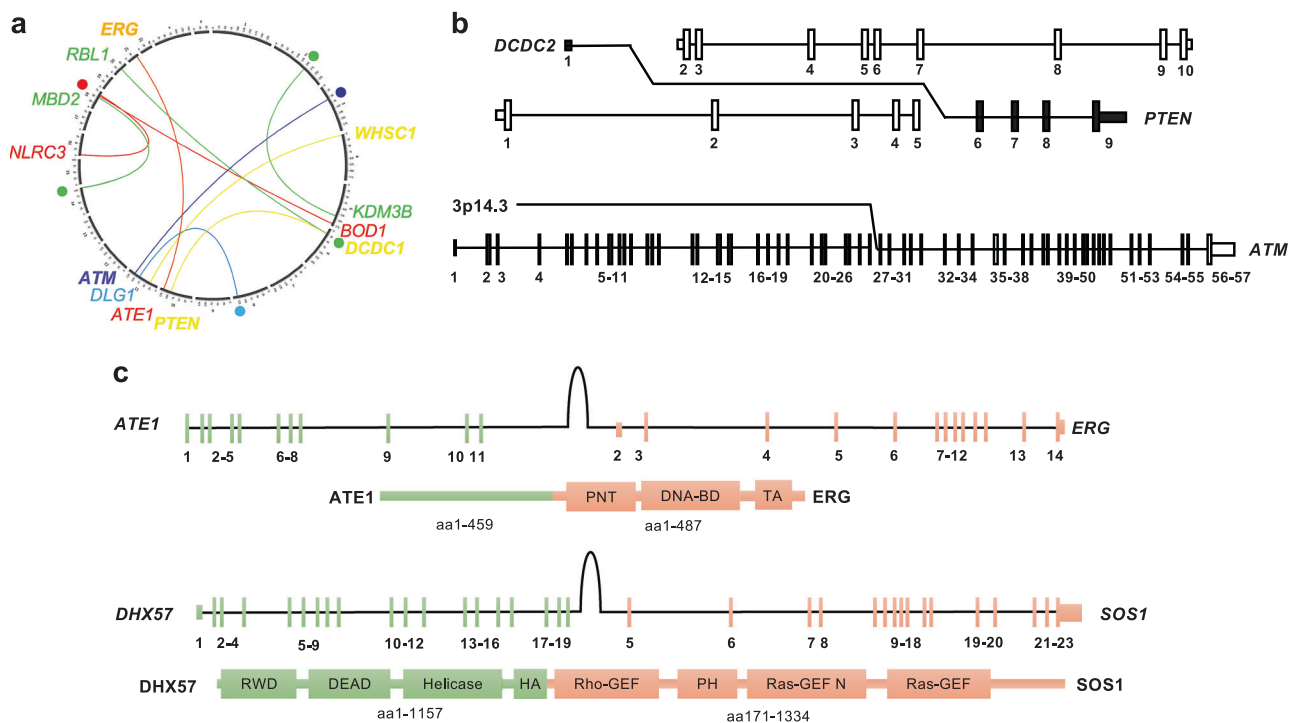 a
ERG
RBL1
MBD2
NLRC3
WHSC1
KDM3B
BOD1
DCDC1
ATM
DLG1
ATE1
PTEN
b
DCDC2
1 2 3 4 5 6 7 8 9 10
PTEN
1 2 3 4 5 6 7 8 9
3p14.3
ATM
1 2 3 4 5-11 12-15 16-19 20-26 27-31 32-34 35-38 39-50 51-53 54-55 56-57
c
ATE1 ERG
1 2-5 6-8 9 10 11 2 3 4 5 6 7-12 13 14
ATE1 PNT DNA-BD TA ERG
aa1-459 aa1-487
DHX57 SOS1
1 2-4 5-9 10-12 13-16 17-19 5 6 7 8 9-18 19-20 21-23
DHX57 RWD DEAD Helicase HA Rho-GEF PH Ras-GEF N Ras-GEF SOS1
aa1-1157 aa171-1334